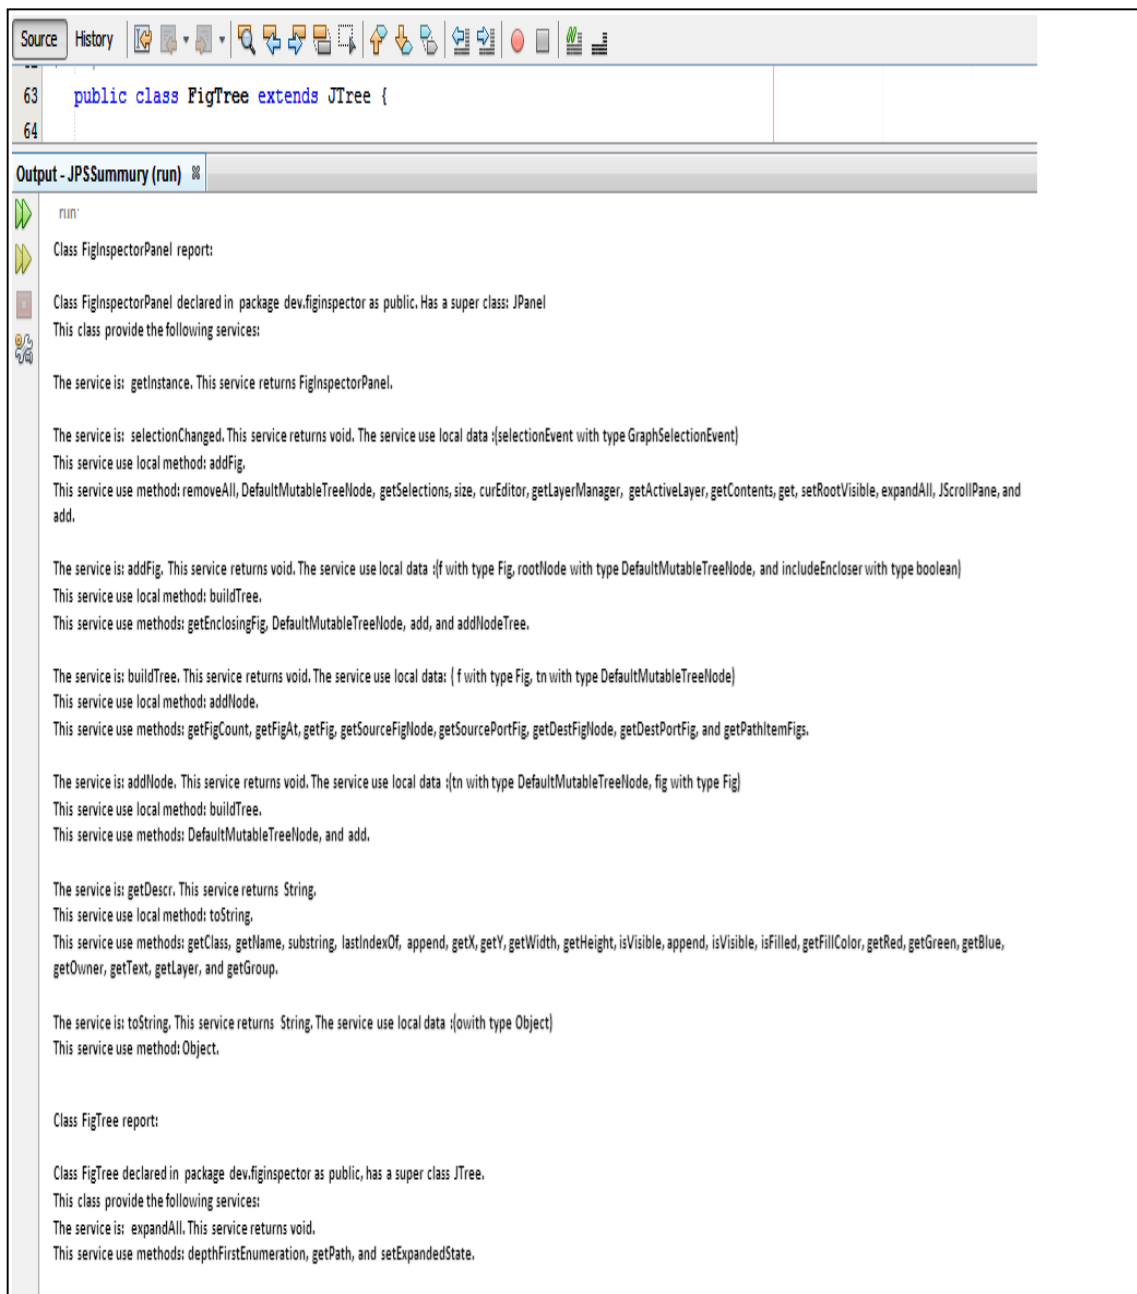 Source History
63 public class FigTree extends JTree {
64
Output - JPSSummury (run)
run:
Class FigInspectorPanel report:
Class FigInspectorPanel declared in package dev.figinspector as public. Has a super class: JPanel
This class provide the following services:
The service is: getInstance. This service returns FigInspectorPanel.
The service is: selectionChanged. This service returns void. The service use local data :(selectionEvent with type GraphSelectionEvent)
This service use local method: addFig.
This service use method: removeAll, DefaultMutableTreeNode, getSelections, size, curEditor, getLayerManager, getActiveLayer, getContents, get, setRootVisible, expandAll, JScrollPane, and
add.
The service is: addFig. This service returns void. The service use local data :(f with type Fig, rootNode with type DefaultMutableTreeNode, and includeEncloser with type boolean)
This service use local method: buildTree.
This service use methods: getEnclosingFig, DefaultMutableTreeNode, add, and addNodeTree.
The service is: buildTree. This service returns void. The service use local data: ( f with type Fig, tn with type DefaultMutableTreeNode)
This service use local method: addNode.
This service use methods: getFigCount, getFigAt, getFig, getSourceFigNode, getSourcePortFig, getDestFigNode, getDestPortFig, and getPathItemFigs.
The service is: addNode. This service returns void. The service use local data :(tn with type DefaultMutableTreeNode, fig with type Fig)
This service use local method: buildTree.
This service use methods: DefaultMutableTreeNode, and add.
The service is: getDescr. This service returns String.
This service use local method: toString.
This service use methods: getClass, getName, substring, lastIndexOf, append, getX, getY, getWidth, getHeight, isVisible, append, isVisible, isFilled, getFillColor, getRed, getGreen, getBlue,
getOwner, getText, getLayer, and getGroup.
The service is: toString. This service returns String. The service use local data :(owith type Object)
This service use method: Object.
Class FigTree report:
Class FigTree declared in package dev.figinspector as public, has a super class JTree.
This class provide the following services:
The service is: expandAll. This service returns void.
This service use methods: depthFirstEnumeration, getPath, and setExpandedState.